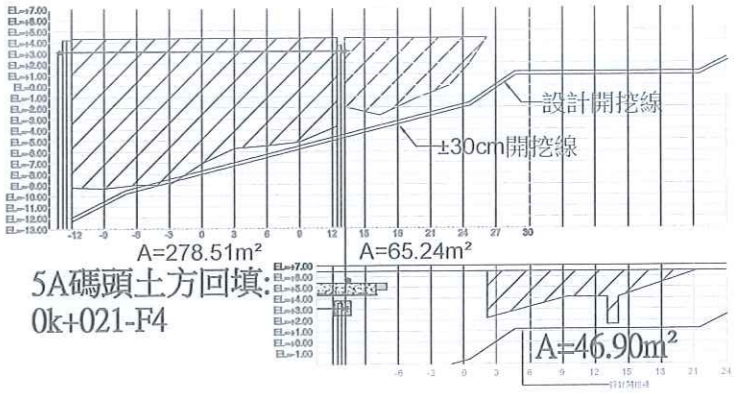 EL=+7.00
EL=+6.00
EL=+5.00
EL=+4.00
EL=+3.00
EL=+2.00
EL=+1.00
EL=0.00
EL=-1.00
EL=-2.00
EL=-3.00
EL=-4.00
EL=-5.00
EL=-6.00
EL=-7.00
EL=-8.00
EL=-9.00
EL=-10.00
EL=-11.00
EL=-12.00
EL=-13.00
設計開挖線
±30cm開挖線
-12 -9 -6 -3 0 3 6 9 12 15 18 21 24 27 30
A=278.51m²
A=65.24m²
5A碼頭土方回填:
0k+021-F4
EL=+7.00
EL=+6.00
EL=+5.00
EL=+4.00
EL=+3.00
EL=+2.00
EL=+1.00
EL=+0.00
EL=-1.00
A=46.90m²
-6 -3 0 3 6 9 12 15 18 21 24
設計開挖線